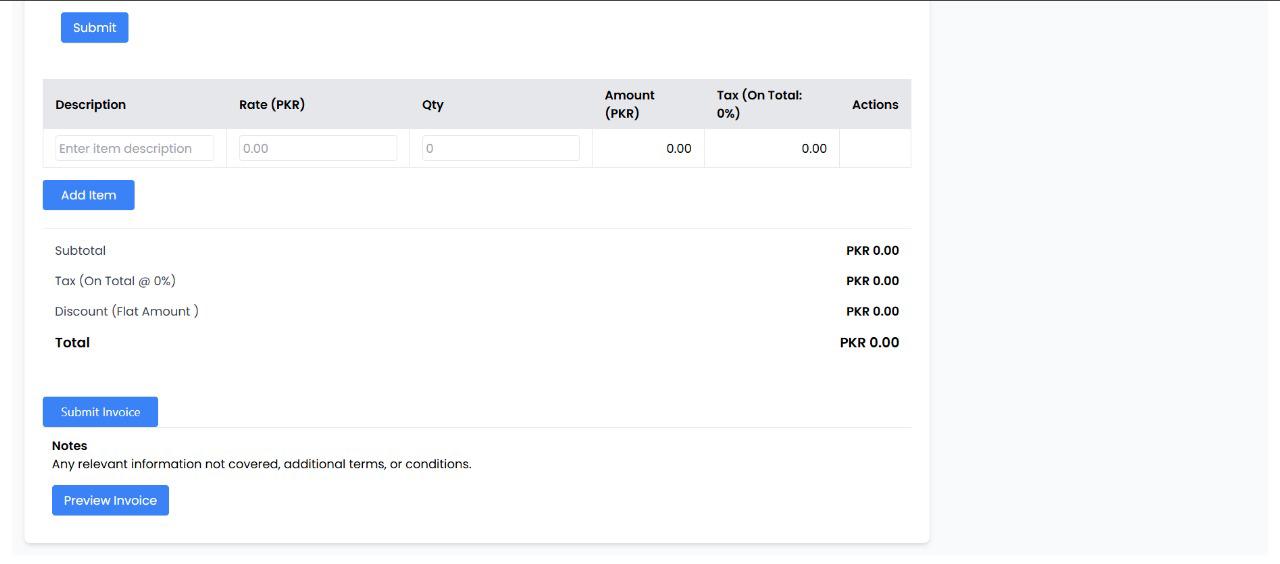 Submit
Description Rate (PKR) Qty Amount (PKR) Tax (On Total: 0%) Actions
Enter item description 0.00 0 0.00 0.00
Add Item
Subtotal PKR 0.00
Tax (On Total @ 0%) PKR 0.00
Discount (Flat Amount ) PKR 0.00
Total PKR 0.00
Submit Invoice
Notes
Any relevant information not covered, additional terms, or conditions.
Preview Invoice